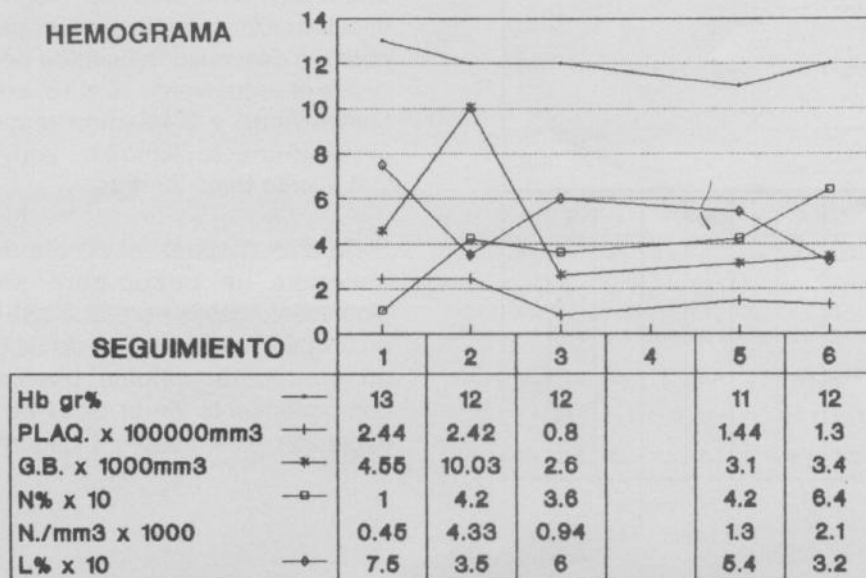 HEMOGRAMA
14
12
10
8
6
4
2
0
SEGUIMIENTO 1 2 3 4 5 6
Hb gr% 13 12 12 11 12
PLAQ. x 100000mm3 2.44 2.42 0.8 1.44 1.3
G.B. x 1000mm3 4.55 10.03 2.6 3.1 3.4
N% x 10 1 4.2 3.6 4.2 6.4
N./mm3 x 1000 0.45 4.33 0.94 1.3 2.1
L% x 10 7.5 3.5 6 5.4 3.2